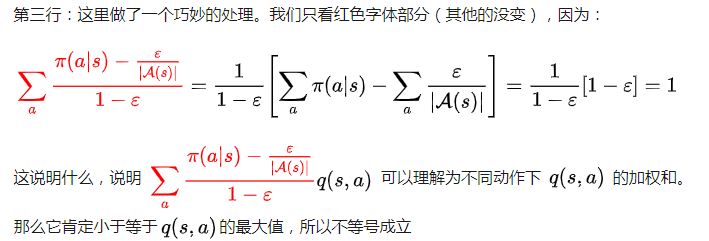 第三行：这里做了一个巧妙的处理。我们只看红色字体部分（其他的没变），因为：
$\sum_a \frac{\pi(a|s) - \frac{\varepsilon}{|\mathcal{A}(s)|}}{1-\varepsilon} = \frac{1}{1-\varepsilon}\left[\sum_a \pi(a|s) - \sum_a \frac{\varepsilon}{|\mathcal{A}(s)|}\right] = \frac{1}{1-\varepsilon}[1-\varepsilon] = 1$
这说明什么，说明 $\sum_a \frac{\pi(a|s) - \frac{\varepsilon}{|\mathcal{A}(s)|}}{1-\varepsilon} q(s,a)$ 可以理解为不同动作下 $q(s,a)$ 的加权和。
那么它肯定小于等于 $q(s,a)$ 的最大值，所以不等号成立